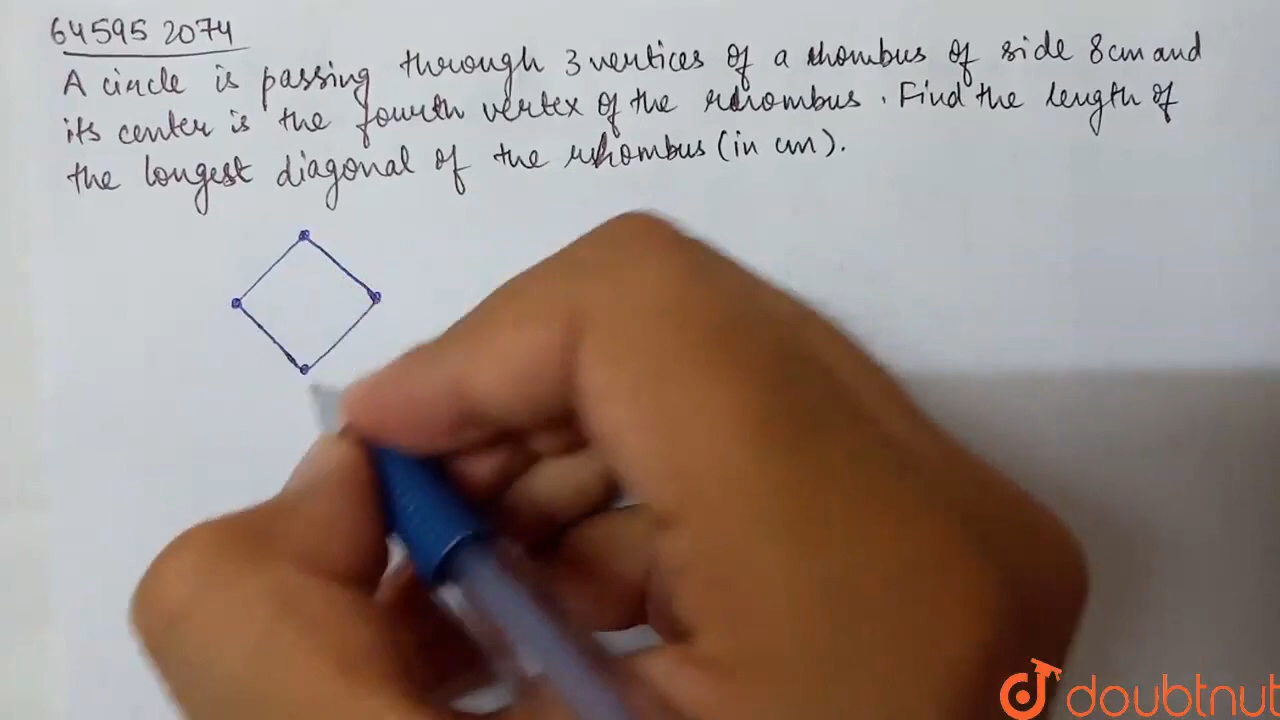 64595 2074
A circle is passing through 3 vertices of a rhombus of side 8cm and
its center is the fourth vertex of the rhombus. Find the length of
the longest diagonal of the rhombus (in cm).
doubtnut